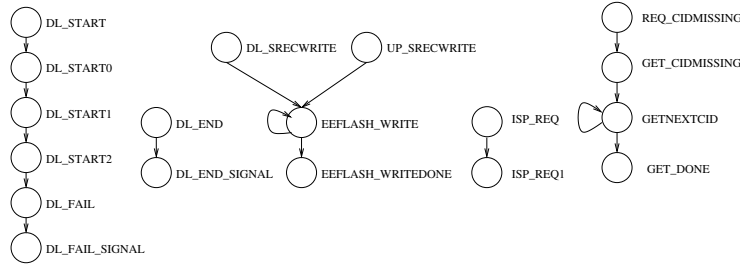 DL_START
DL_START0
DL_START1
DL_START2
DL_FAIL
DL_FAIL_SIGNAL
DL_END
DL_END_SIGNAL
DL_SRECWRITE
UP_SRECWRITE
EEFLASH_WRITE
EEFLASH_WRITEDONE
ISP_REQ
ISP_REQ1
REQ_CIDMISSING
GET_CIDMISSING
GETNEXTCID
GET_DONE